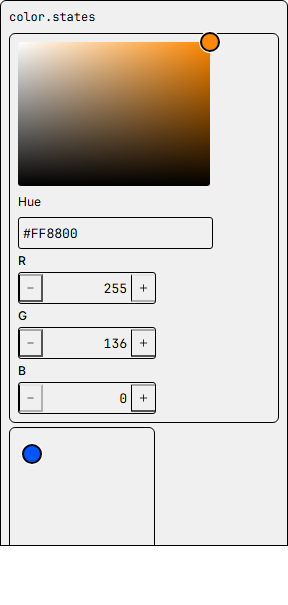 color.states
Hue
#FF8800
R
− 255 +
G
− 136 +
B
− 0 +